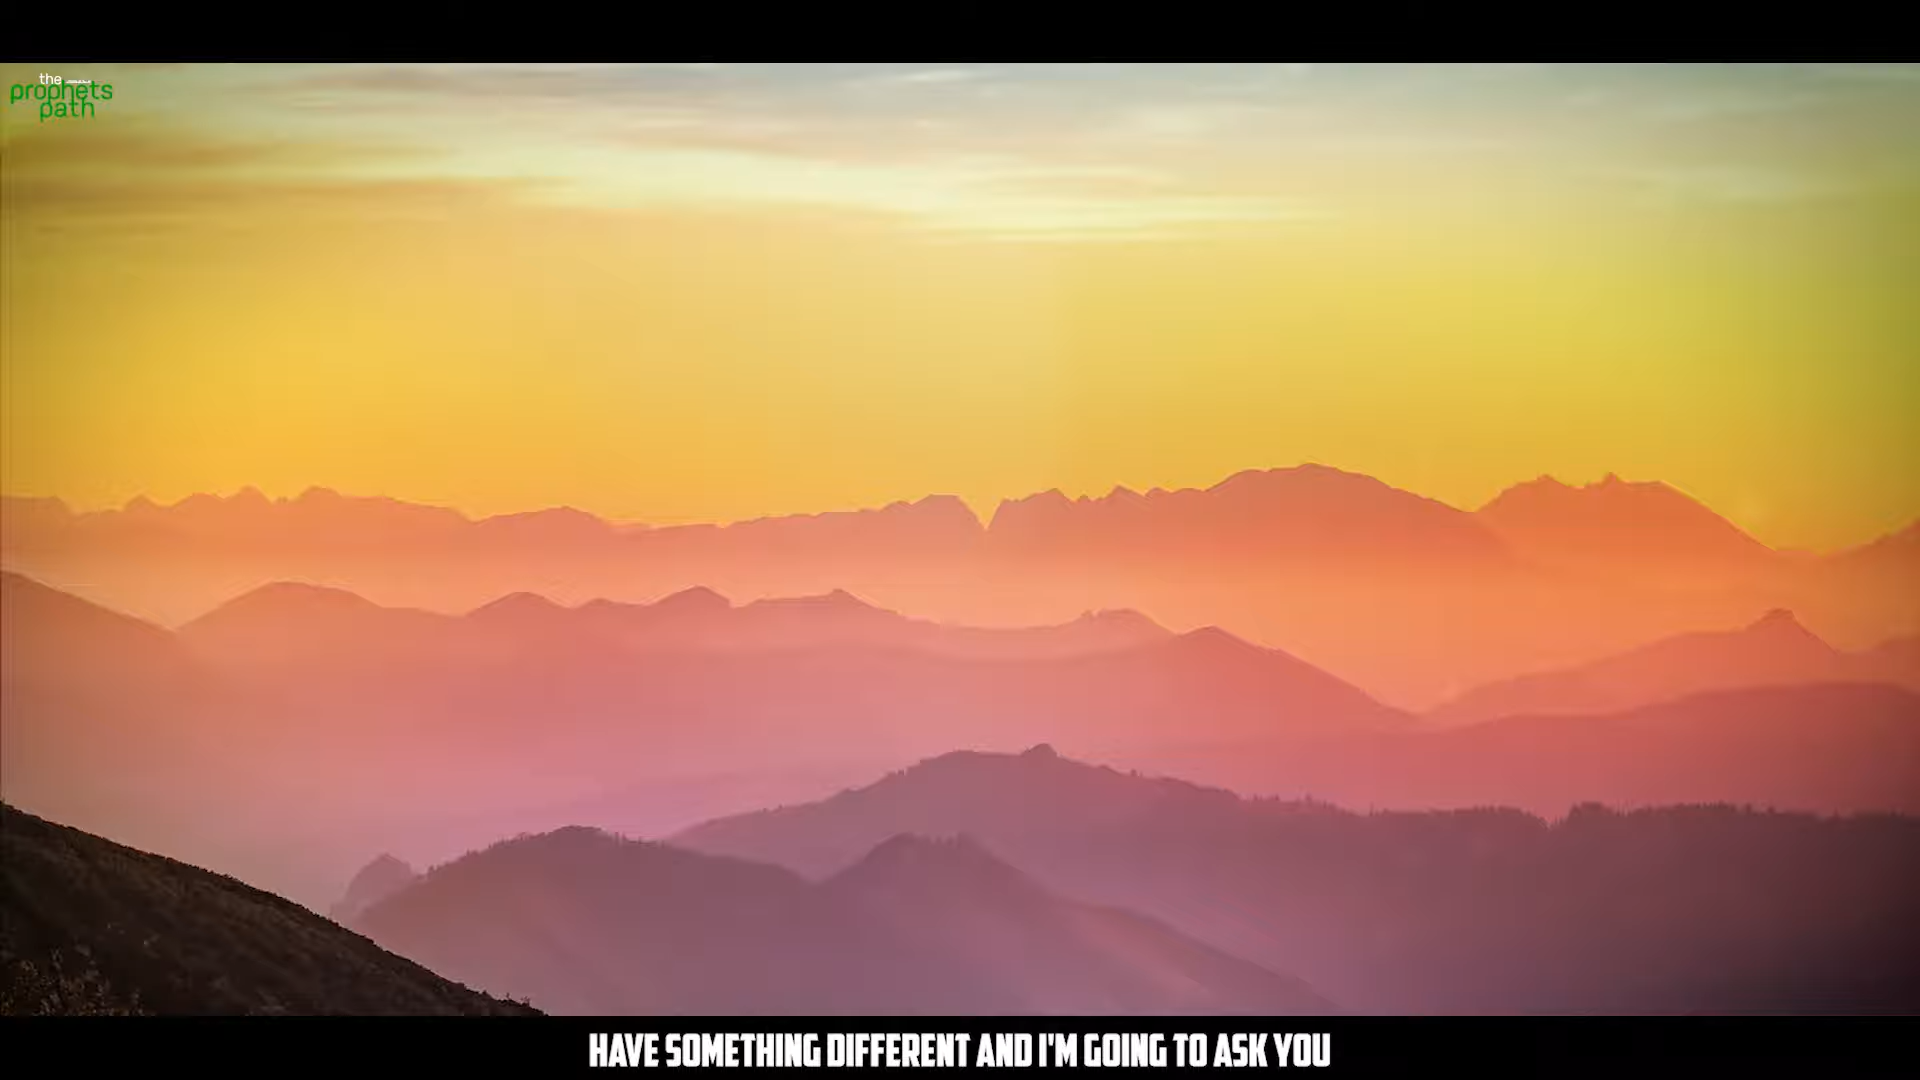 the
prophets
path
HAVE SOMETHING DIFFERENT AND I'M GOING TO ASK YOU